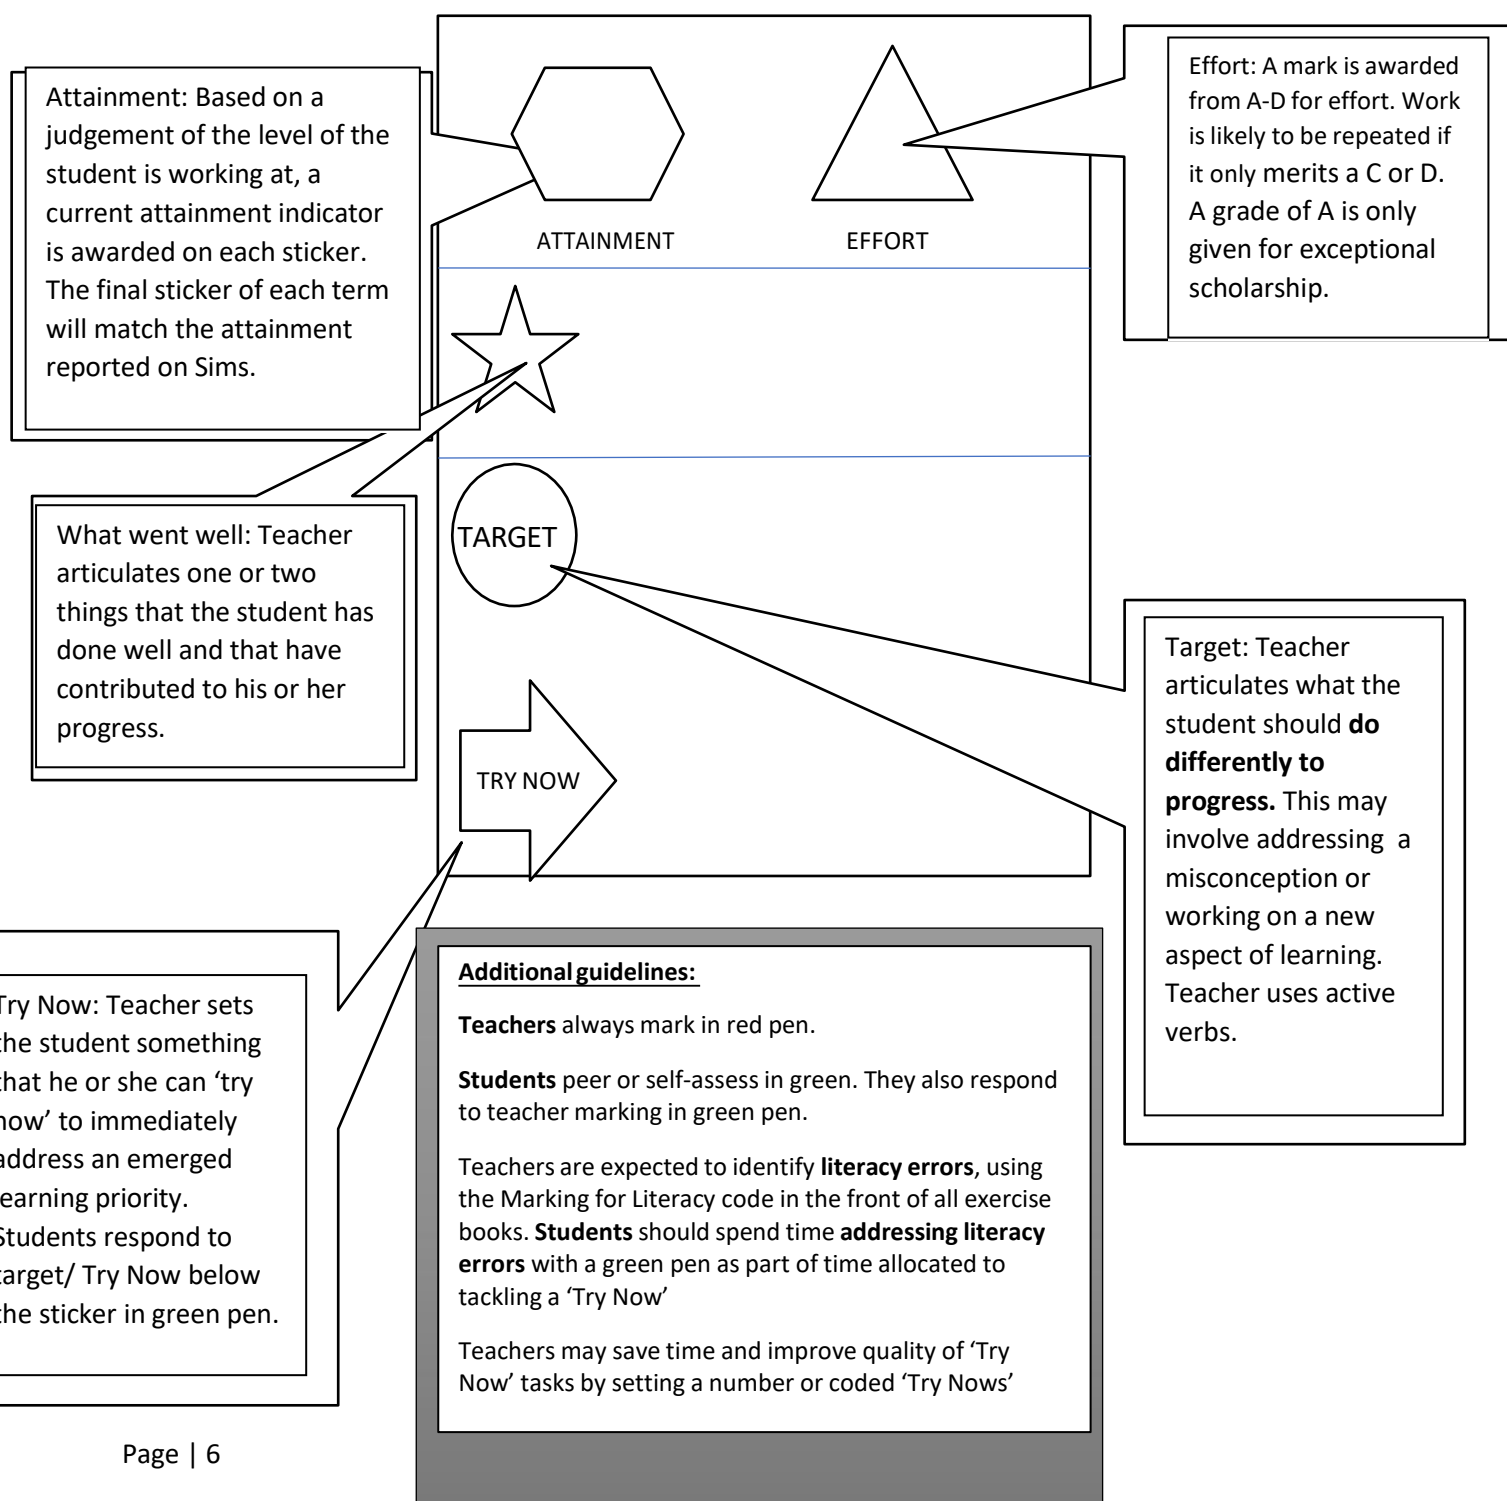 Attainment: Based on a
judgement of the level of the
student is working at, a
current attainment indicator
is awarded on each sticker.
The final sticker of each term
will match the attainment
reported on Sims.
ATTAINMENT
EFFORT
Effort: A mark is awarded
from A-D for effort. Work
is likely to be repeated if
it only merits a C or D.
A grade of A is only
given for exceptional
scholarship.
What went well: Teacher
articulates one or two
things that the student has
done well and that have
contributed to his or her
progress.
TARGET
TRY NOW
Target: Teacher
articulates what the
student should do
differently to
progress. This may
involve addressing a
misconception or
working on a new
aspect of learning.
Teacher uses active
verbs.
Try Now: Teacher sets
the student something
that he or she can ‘try
now’ to immediately
address an emerged
learning priority.
Students respond to
target/ Try Now below
the sticker in green pen.
Additional guidelines:
Teachers always mark in red pen.
Students peer or self-assess in green. They also respond
to teacher marking in green pen.
Teachers are expected to identify literacy errors, using
the Marking for Literacy code in the front of all exercise
books. Students should spend time addressing literacy
errors with a green pen as part of time allocated to
tackling a ‘Try Now’
Teachers may save time and improve quality of ‘Try
Now’ tasks by setting a number or coded ‘Try Nows’
Page | 6